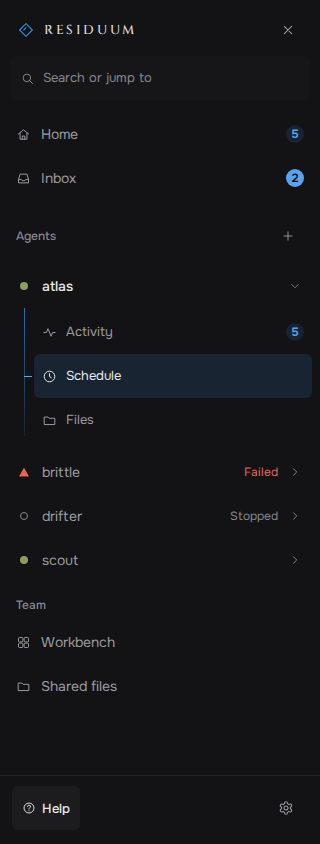 RESIDUUM
Search or jump to
Home 5
Inbox 2
Agents
atlas
Activity 5
Schedule
Files
brittle Failed
drifter Stopped
scout
Team
Workbench
Shared files
Help